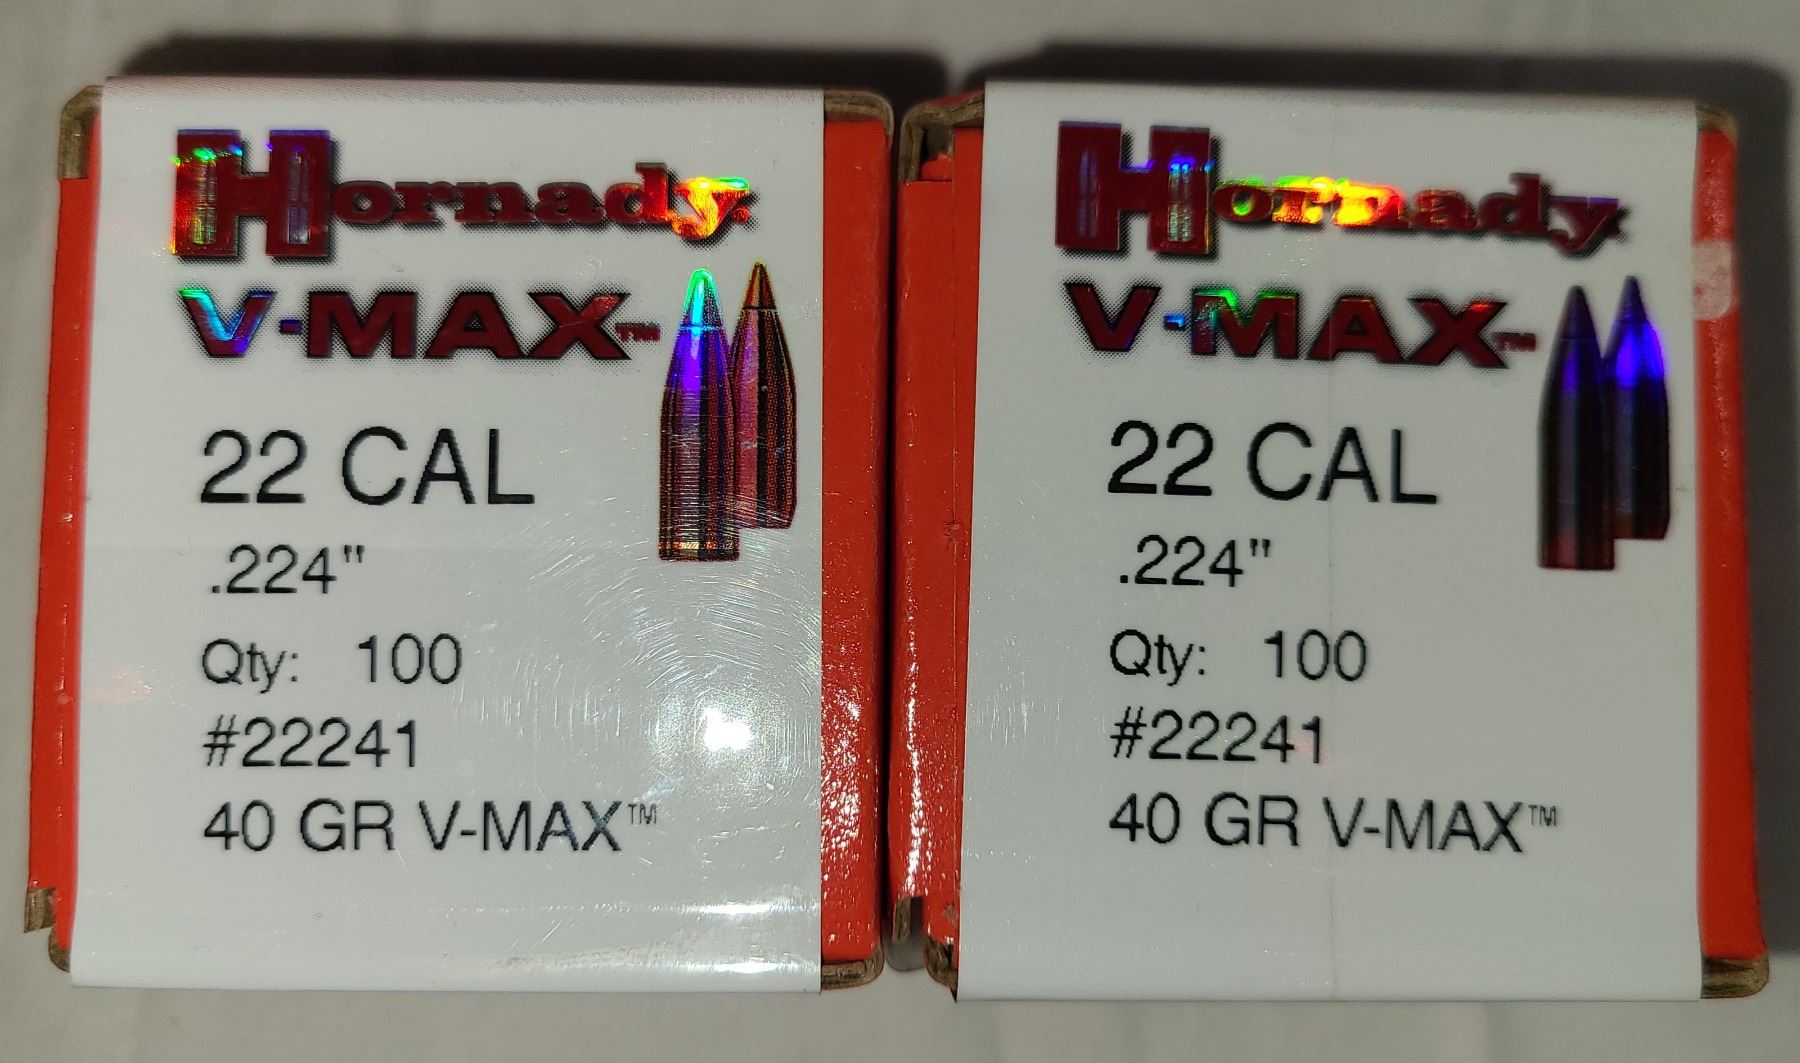 Hornady
V-MAX™
22 CAL
.224"
Qty: 100
#22241
40 GR V-MAX™
Hornady
V-MAX™
22 CAL
.224"
Qty: 100
#22241
40 GR V-MAX™